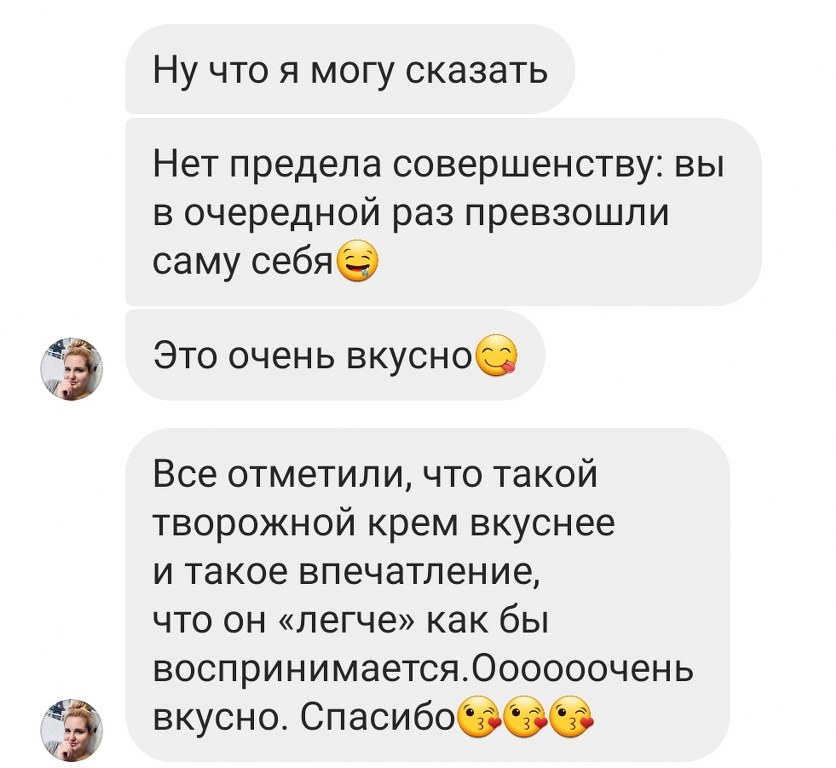 Ну что я могу сказать
Нет предела совершенству: вы
в очередной раз превзошли
саму себя🤤
Это очень вкусно😋
Все отметили, что такой
творожной крем вкуснее
и такое впечатление,
что он «легче» как бы
воспринимается.Оооооочень
вкусно. Спасибо😘😘😘